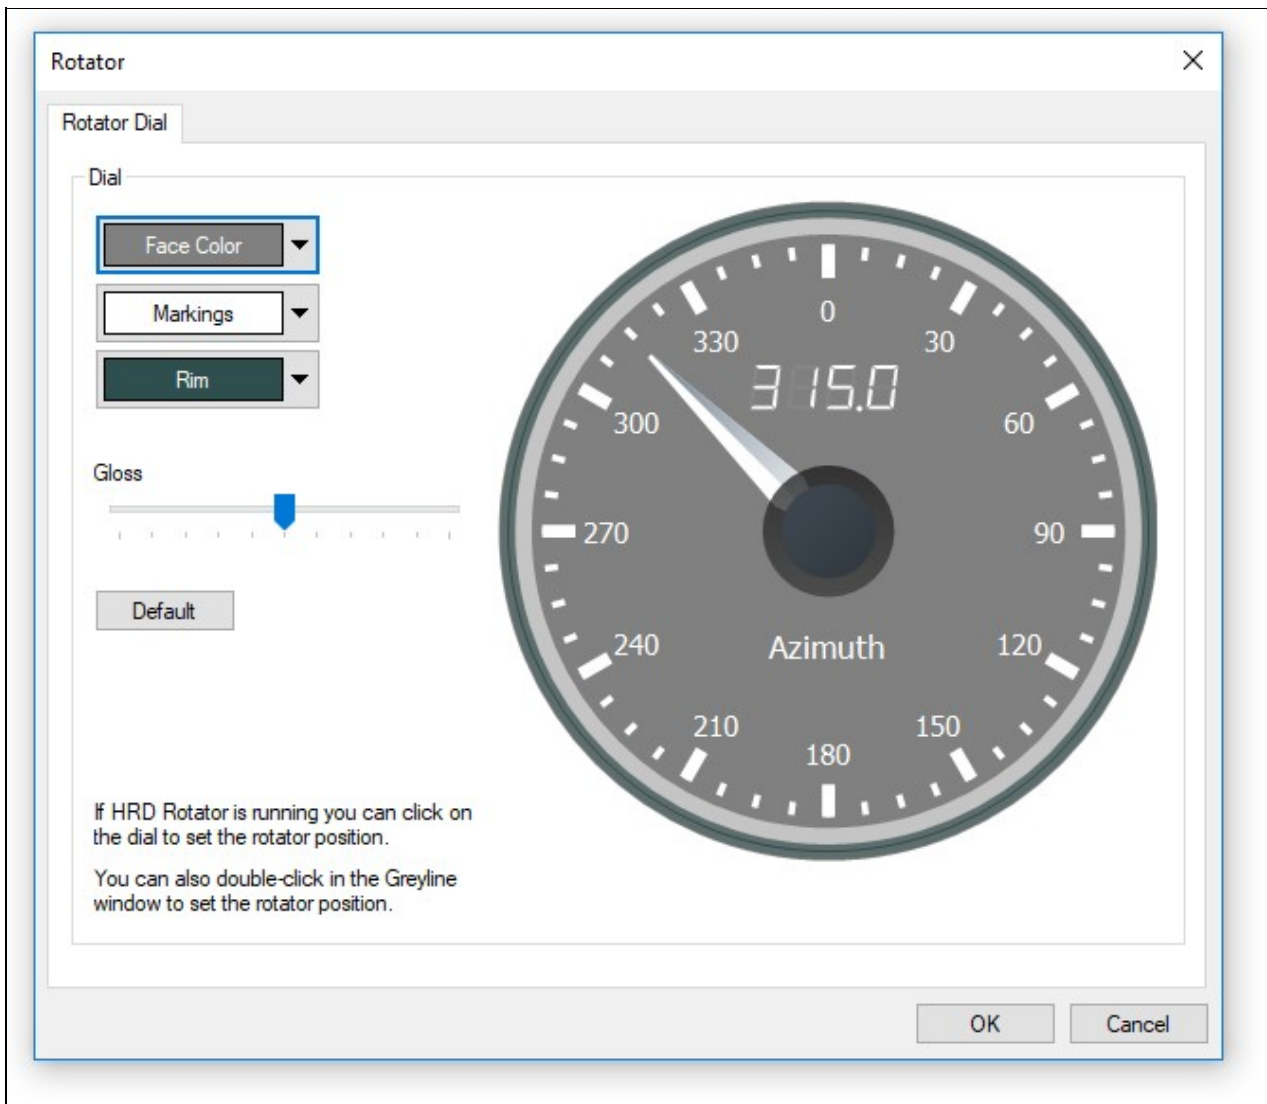 Rotator
Rotator Dial
Dial
Face Color
Markings
Rim
Gloss
Default
If HRD Rotator is running you can click on
the dial to set the rotator position.
You can also double-click in the Greyline
window to set the rotator position.
0
30
60
90
120
150
180
210
240
270
300
330
315.0
Azimuth
OK
Cancel